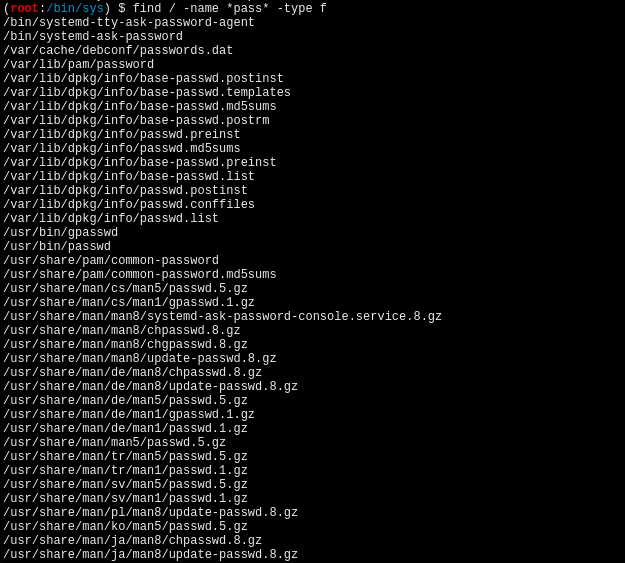 (root:/bin/sys) $ find / -name *pass* -type f
/bin/systemd-tty-ask-password-agent
/bin/systemd-ask-password
/var/cache/debconf/passwords.dat
/var/lib/pam/password
/var/lib/dpkg/info/base-passwd.postinst
/var/lib/dpkg/info/base-passwd.templates
/var/lib/dpkg/info/base-passwd.md5sums
/var/lib/dpkg/info/base-passwd.postrm
/var/lib/dpkg/info/passwd.preinst
/var/lib/dpkg/info/passwd.md5sums
/var/lib/dpkg/info/base-passwd.preinst
/var/lib/dpkg/info/base-passwd.list
/var/lib/dpkg/info/passwd.postinst
/var/lib/dpkg/info/passwd.conffiles
/var/lib/dpkg/info/passwd.list
/usr/bin/gpasswd
/usr/bin/passwd
/usr/share/pam/common-password
/usr/share/pam/common-password.md5sums
/usr/share/man/cs/man5/passwd.5.gz
/usr/share/man/cs/man1/gpasswd.1.gz
/usr/share/man/man8/systemd-ask-password-console.service.8.gz
/usr/share/man/man8/chpasswd.8.gz
/usr/share/man/man8/chgpasswd.8.gz
/usr/share/man/man8/update-passwd.8.gz
/usr/share/man/de/man8/chpasswd.8.gz
/usr/share/man/de/man8/update-passwd.8.gz
/usr/share/man/de/man5/passwd.5.gz
/usr/share/man/de/man1/gpasswd.1.gz
/usr/share/man/de/man1/passwd.1.gz
/usr/share/man/man5/passwd.5.gz
/usr/share/man/tr/man5/passwd.5.gz
/usr/share/man/tr/man1/passwd.1.gz
/usr/share/man/sv/man5/passwd.5.gz
/usr/share/man/sv/man1/passwd.1.gz
/usr/share/man/pl/man8/update-passwd.8.gz
/usr/share/man/ko/man5/passwd.5.gz
/usr/share/man/ja/man8/chpasswd.8.gz
/usr/share/man/ja/man8/update-passwd.8.gz